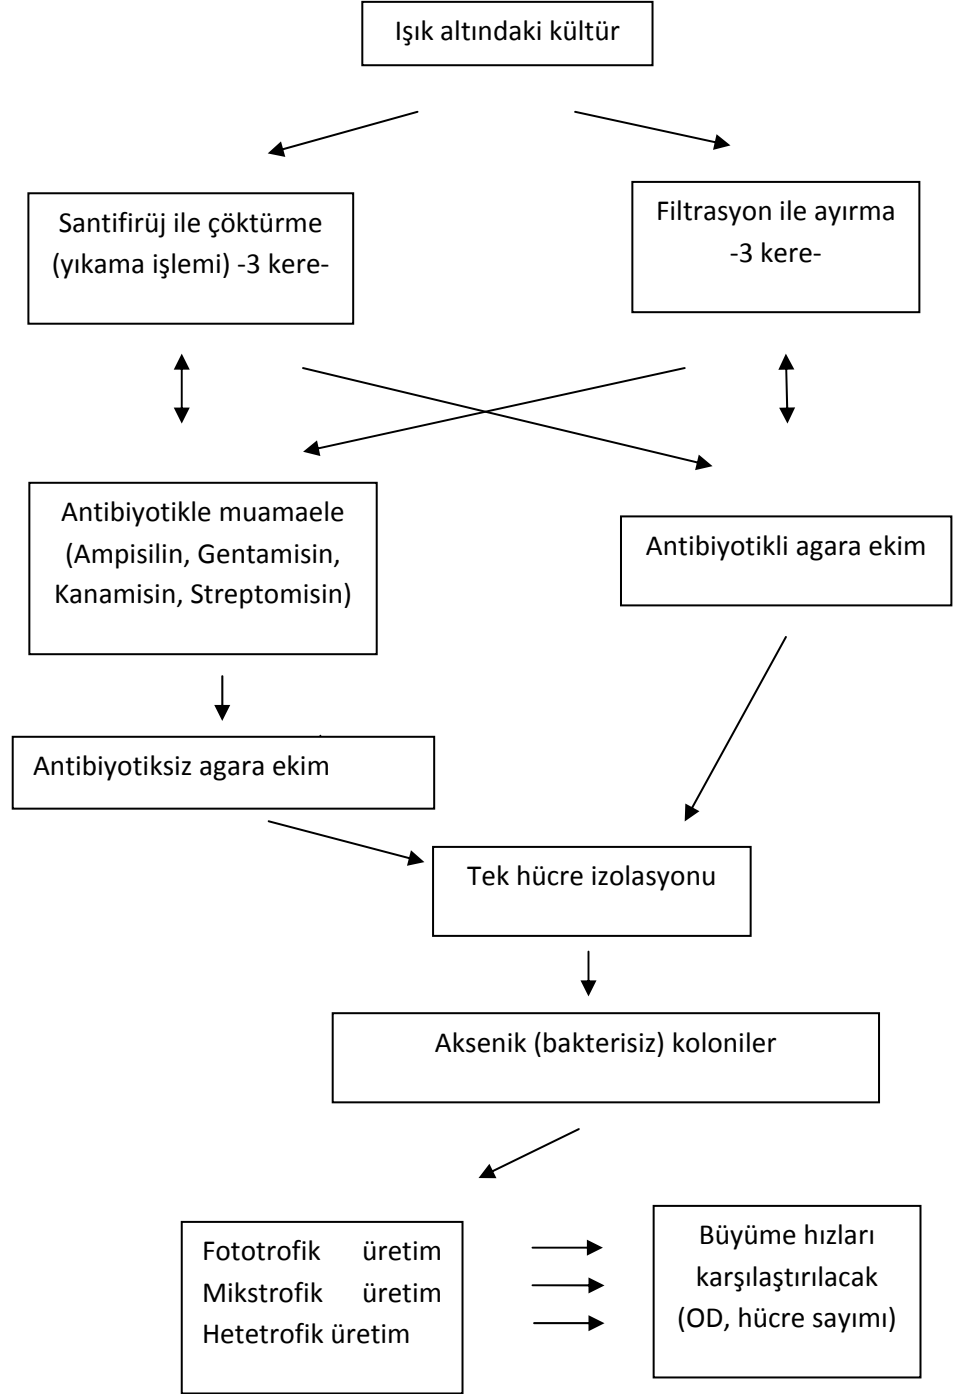 Işık altındaki kültür
Santifirüj ile çöktürme
(yıkama işlemi) -3 kere-
Filtrasyon ile ayırma
-3 kere-
Antibiyotikle muamaele
(Ampisilin, Gentamisin,
Kanamisin, Streptomisin)
Antibiyotikli agara ekim
Antibiyotiksiz agara ekim
Tek hücre izolasyonu
Aksenik (bakterisiz) koloniler
Fototrofik üretim
Mikstrofik üretim
Hetetrofik üretim
Büyüme hızları
karşılaştırılacak
(OD, hücre sayımı)